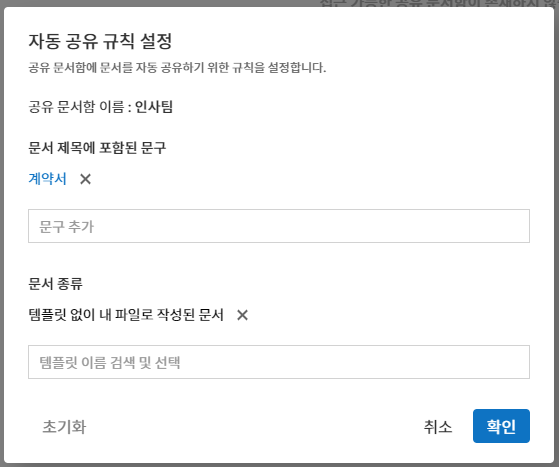 자동 공유 규칙 설정
공유 문서함에 문서를 자동 공유하기 위한 규칙을 설정합니다.
공유 문서함 이름 : 인사팀
문서 제목에 포함된 문구
계약서 ×
문구 추가
문서 종류
템플릿 없이 내 파일로 작성된 문서 ×
템플릿 이름 검색 및 선택
초기화 취소 확인